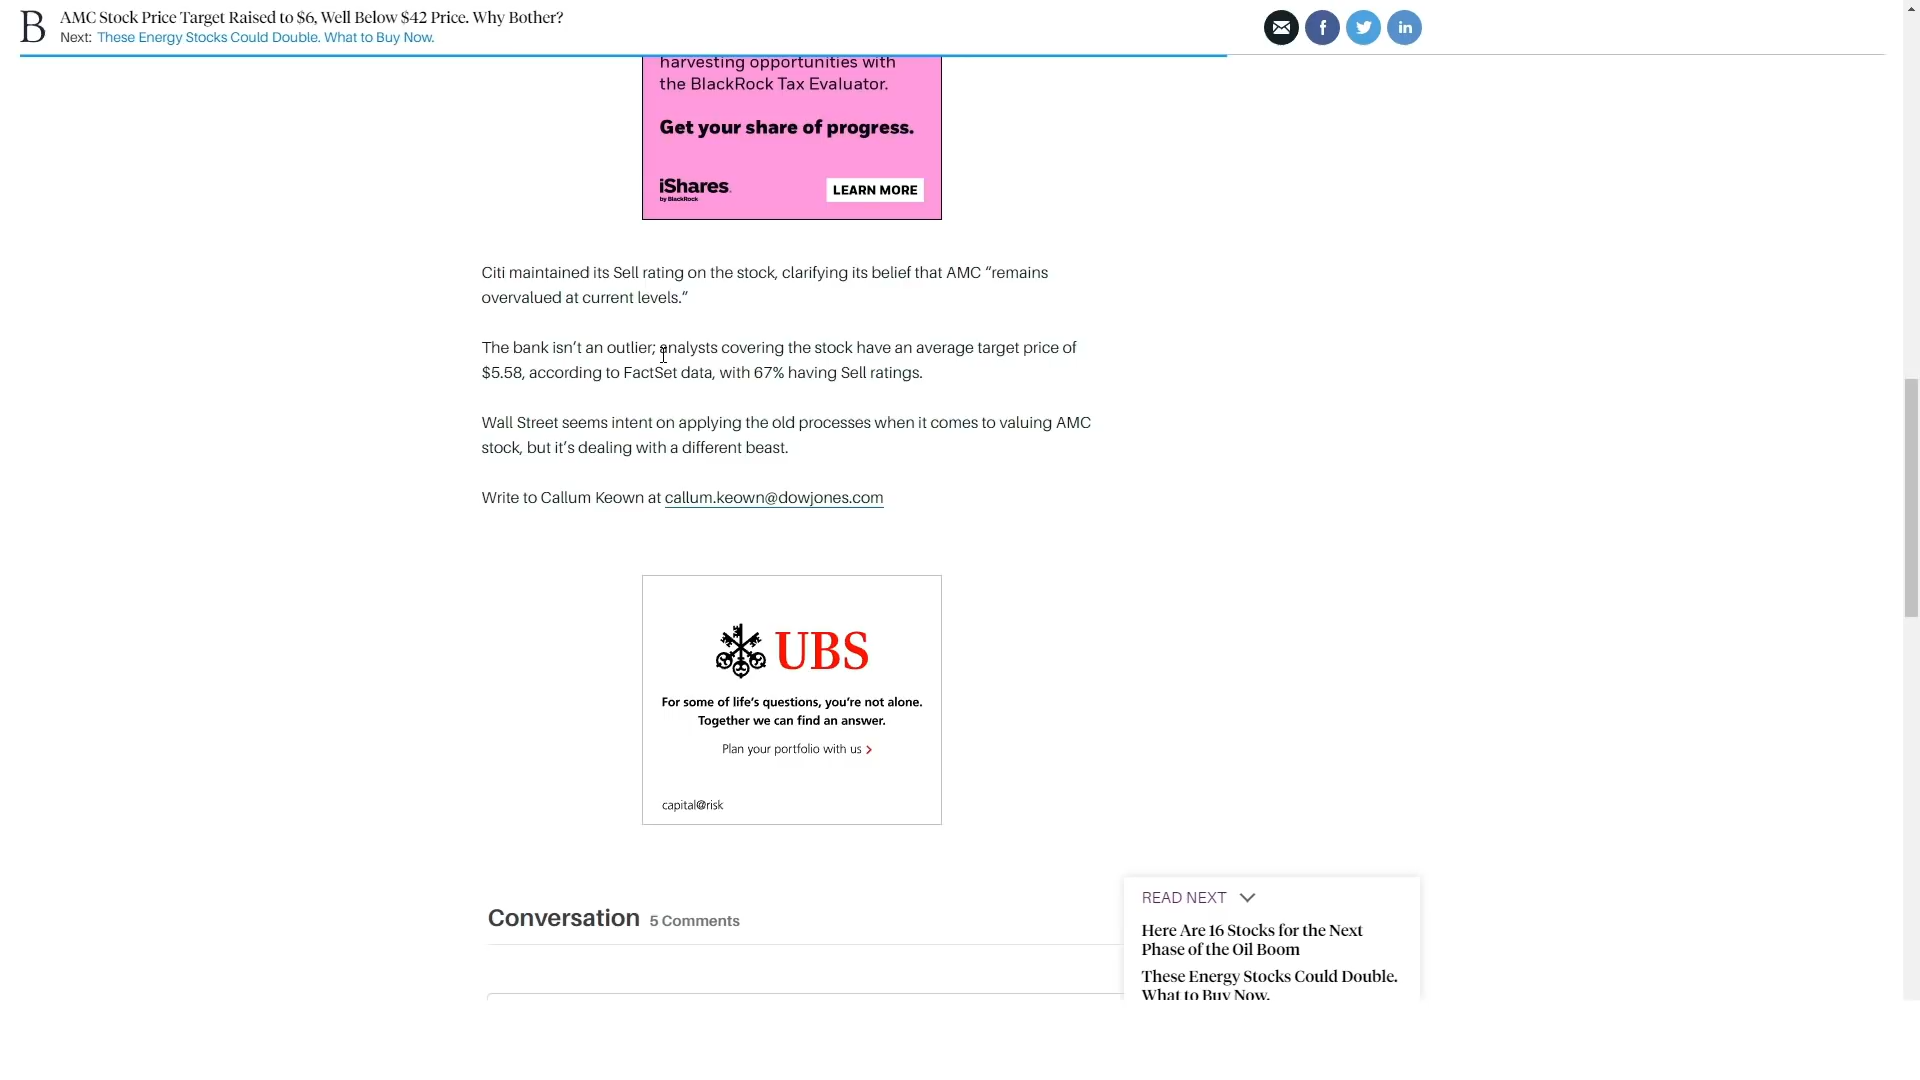 B
AMC Stock Price Target Raised to $6, Well Below $42 Price. Why Bother?
Next: These Energy Stocks Could Double. What to Buy Now.
harvesting opportunities with
the BlackRock Tax Evaluator.
Get your share of progress.
iShares.
by BlackRock
LEARN MORE
Citi maintained its Sell rating on the stock, clarifying its belief that AMC “remains
overvalued at current levels.”
The bank isn’t an outlier; analysts covering the stock have an average target price of
$5.58, according to FactSet data, with 67% having Sell ratings.
Wall Street seems intent on applying the old processes when it comes to valuing AMC
stock, but it’s dealing with a different beast.
Write to Callum Keown at callum.keown@dowjones.com
UBS
For some of life’s questions, you’re not alone.
Together we can find an answer.
Plan your portfolio with us >
capital@risk
Conversation 5 Comments
READ NEXT
Here Are 16 Stocks for the Next
Phase of the Oil Boom
These Energy Stocks Could Double.
What to Buy Now.